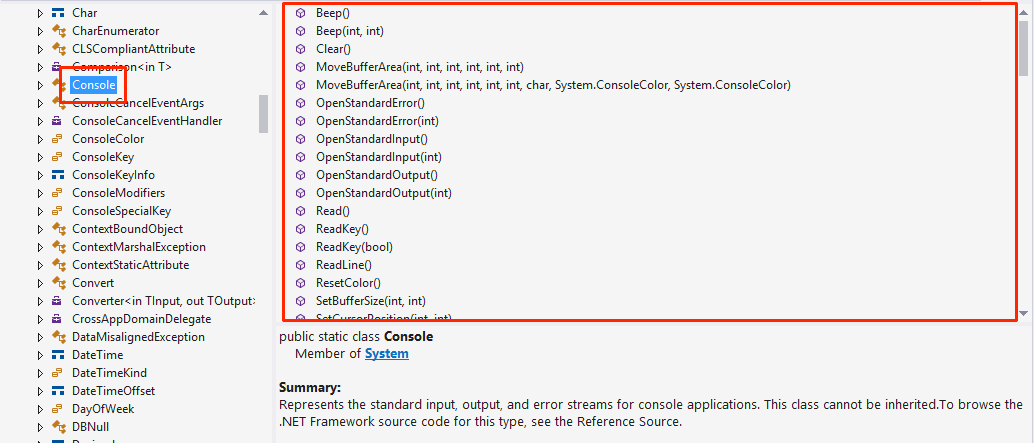 Char
CharEnumerator
CLSCompliantAttribute
Comparison<in T>
Console
ConsoleCancelEventArgs
ConsoleCancelEventHandler
ConsoleColor
ConsoleKey
ConsoleKeyInfo
ConsoleModifiers
ConsoleSpecialKey
ContextBoundObject
ContextMarshalException
ContextStaticAttribute
Convert
Converter<in TInput, out TOutput>
CrossAppDomainDelegate
DataMisalignedException
DateTime
DateTimeKind
DateTimeOffset
DayOfWeek
DBNull
Beep()
Beep(int, int)
Clear()
MoveBufferArea(int, int, int, int, int, int)
MoveBufferArea(int, int, int, int, int, int, char, System.ConsoleColor, System.ConsoleColor)
OpenStandardError()
OpenStandardError(int)
OpenStandardInput()
OpenStandardInput(int)
OpenStandardOutput()
OpenStandardOutput(int)
Read()
ReadKey()
ReadKey(bool)
ReadLine()
ResetColor()
SetBufferSize(int, int)
SetCursorPosition(int, int)
public static class Console
Member of System
Summary:
Represents the standard input, output, and error streams for console applications. This class cannot be inherited.To browse the
.NET Framework source code for this type, see the Reference Source.